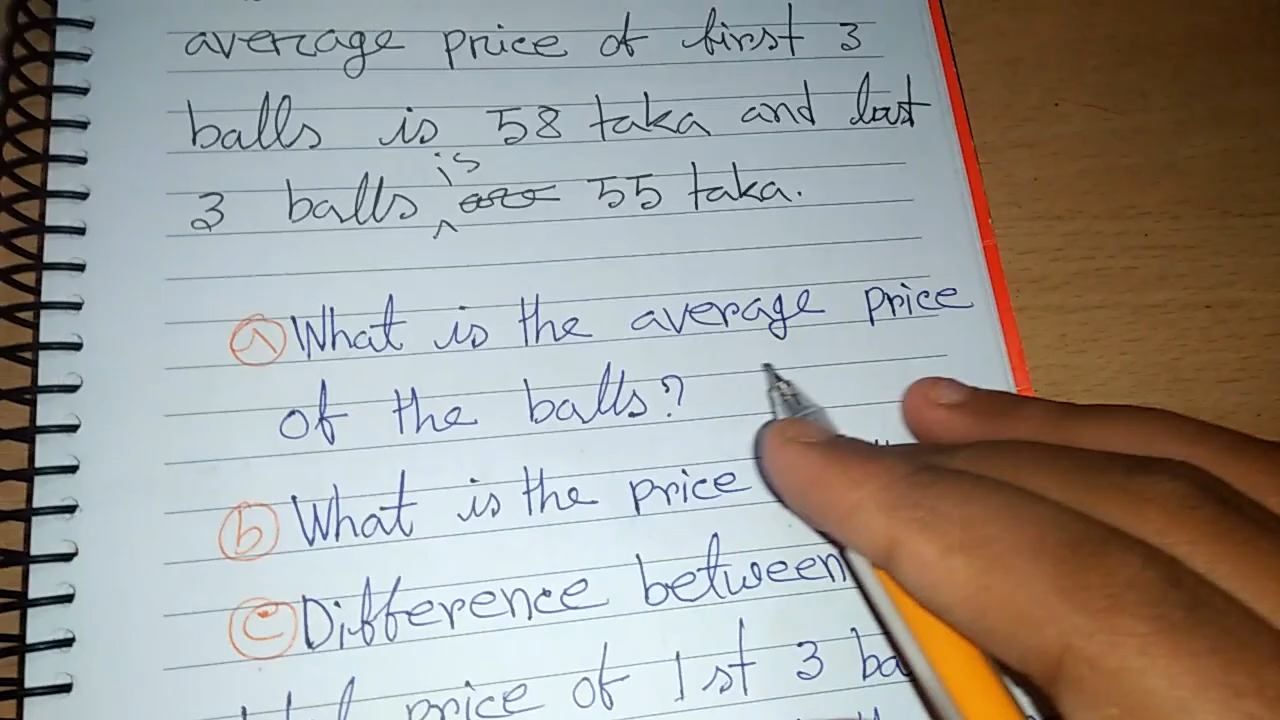 average price of first 3
balls is 58 taka and last
3 balls is 55 taka.
a What is the average price
of the balls?
b What is the price
c Difference between
price of 1st 3 ba